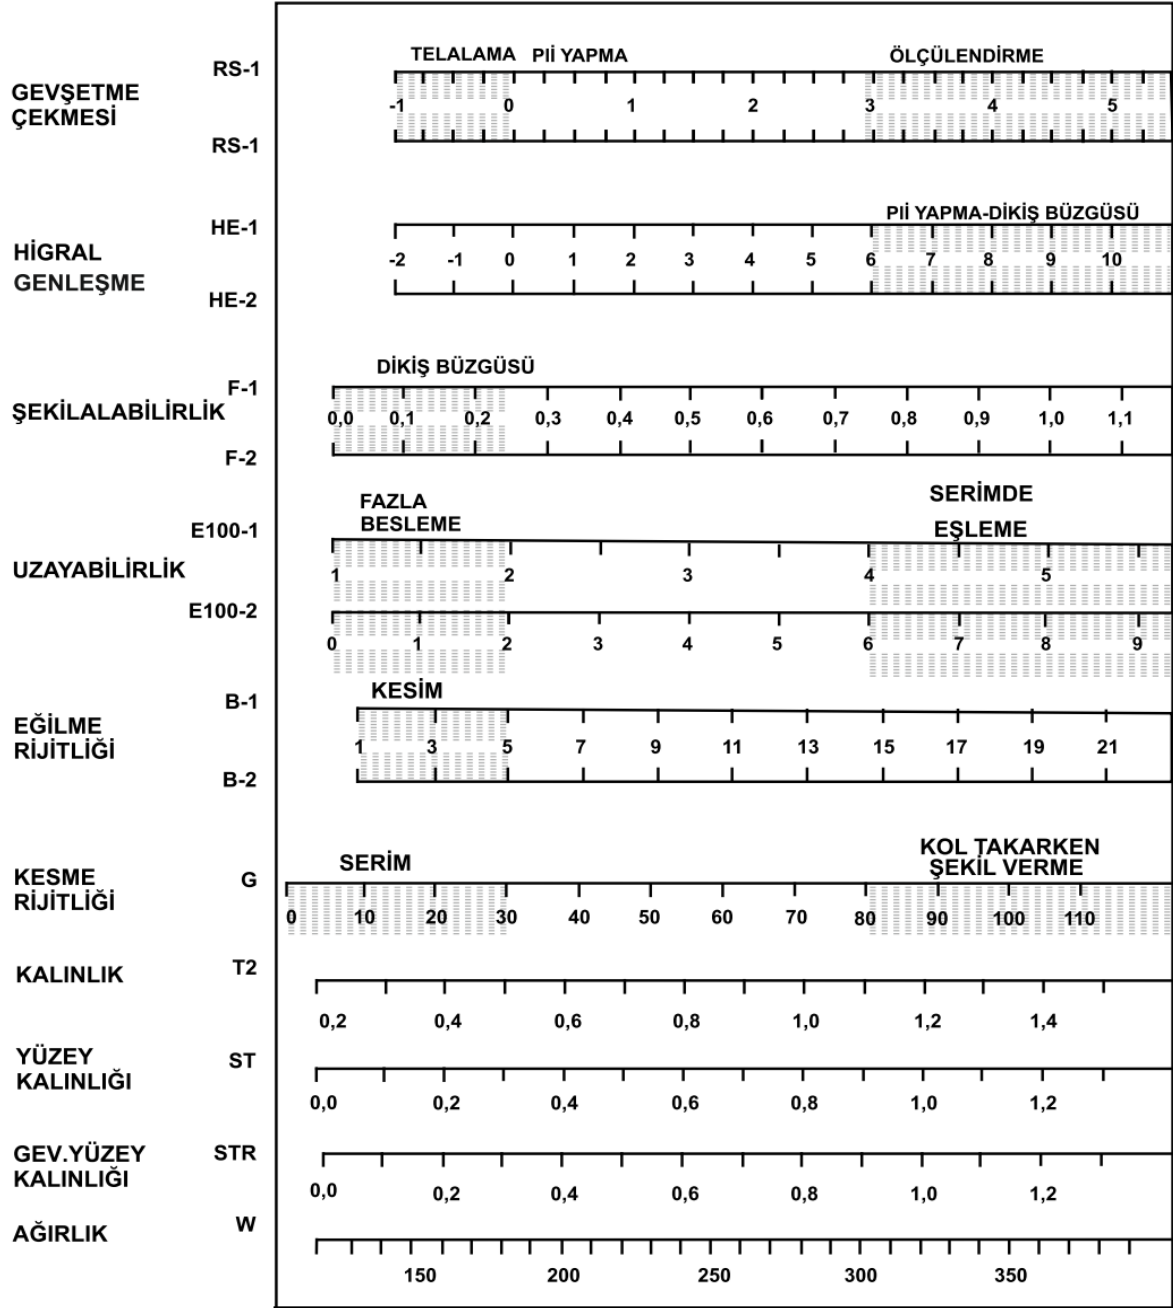 TELALAMA Pİİ YAPMA ÖLÇÜLENDİRME
RS-1
GEVŞETME
ÇEKMESİ
-1 0 1 2 3 4 5
RS-1
Pİİ YAPMA-DİKİŞ BÜZGÜSÜ
HE-1
HİGRAL
GENLEŞME
-2 -1 0 1 2 3 4 5 6 7 8 9 10
HE-2
DİKİŞ BÜZGÜSÜ
F-1
ŞEKİLALABİLİRLİK
0,0 0,1 0,2 0,3 0,4 0,5 0,6 0,7 0,8 0,9 1,0 1,1
F-2
FAZLA
BESLEME
SERİMDE
EŞLEME
E100-1
UZAYABİLİRLİK
1 2 3 4 5
E100-2
0 1 2 3 4 5 6 7 8 9
KESİM
B-1
EĞİLME
RİJİTLİĞİ
1 3 5 7 9 11 13 15 17 19 21
B-2
SERİM
KOL TAKARKEN
ŞEKİL VERME
KESME
RİJİTLİĞİ
G
0 10 20 30 40 50 60 70 80 90 100 110
KALINLIK
T2
0,2 0,4 0,6 0,8 1,0 1,2 1,4
YÜZEY
KALINLIĞI
ST
0,0 0,2 0,4 0,6 0,8 1,0 1,2
GEV.YÜZEY
KALINLIĞI
STR
0,0 0,2 0,4 0,6 0,8 1,0 1,2
AĞIRLIK
W
150 200 250 300 350